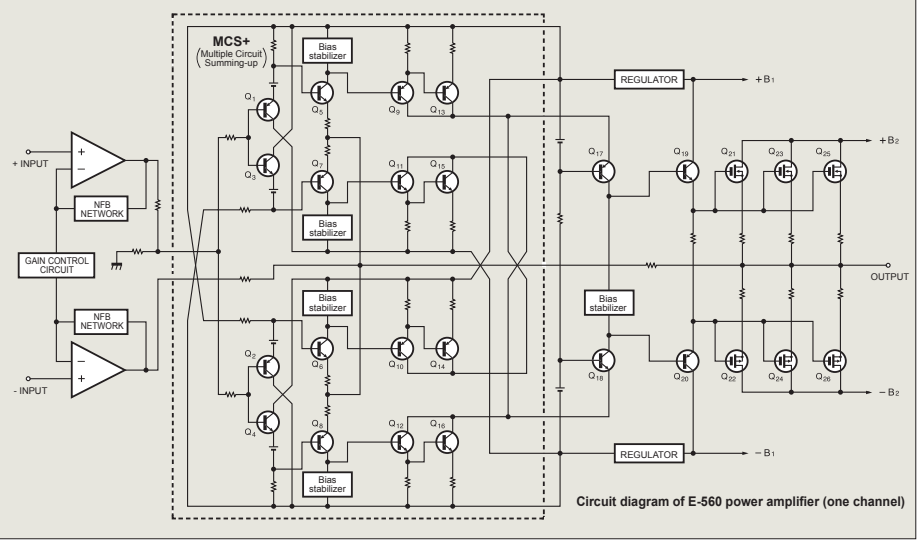 MCS+
(Multiple Circuit
Summing-up)
Bias
stabilizer
Q1
Q5
Q9
Q13
REGULATOR
+B1
+ INPUT
+
−
NFB
NETWORK
Q3
Q7
Q11
Q15
Bias
stabilizer
Q17
Q19
Q21
Q23
Q25
+B2
GAIN CONTROL
CIRCUIT
OUTPUT
NFB
NETWORK
−
+
- INPUT
Bias
stabilizer
Q2
Q6
Q10
Q14
Bias
stabilizer
Q18
Q20
Q22
Q24
Q26
− B2
Q4
Q8
Q12
Q16
Bias
stabilizer
REGULATOR
− B1
Circuit diagram of E-560 power amplifier (one channel)